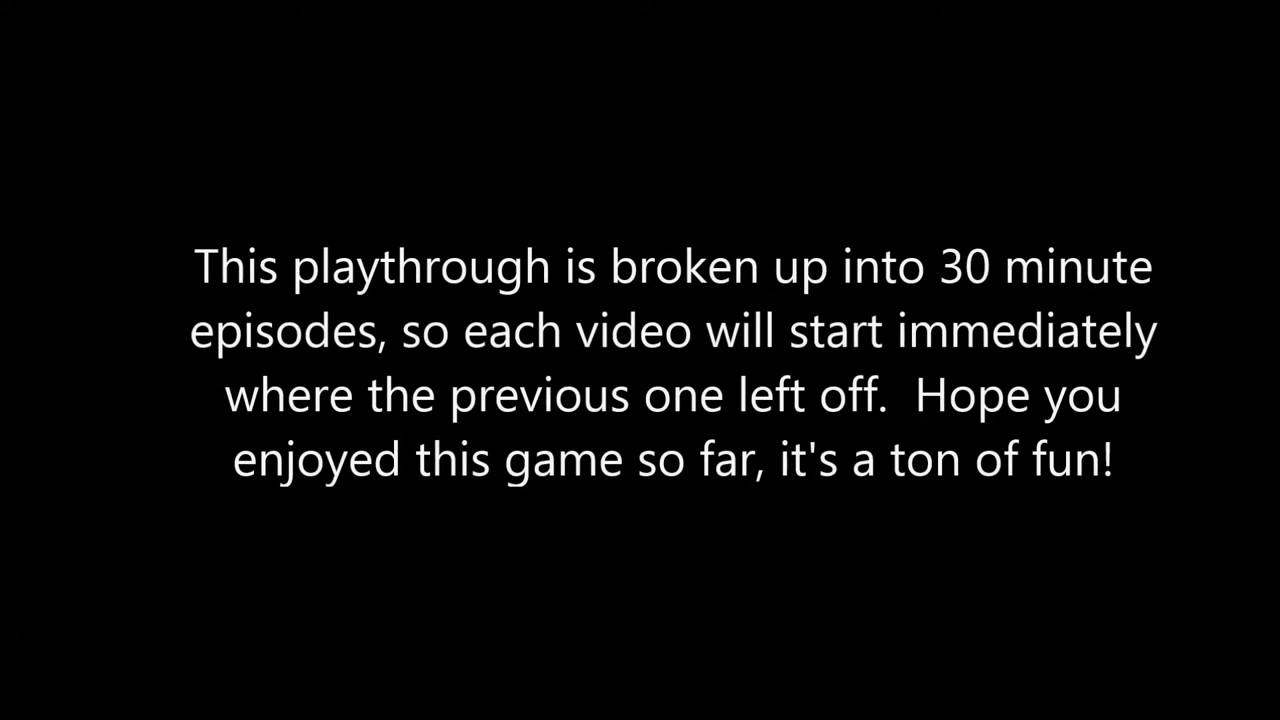 This playthrough is broken up into 30 minute
episodes, so each video will start immediately
where the previous one left off.  Hope you
enjoyed this game so far, it's a ton of fun!